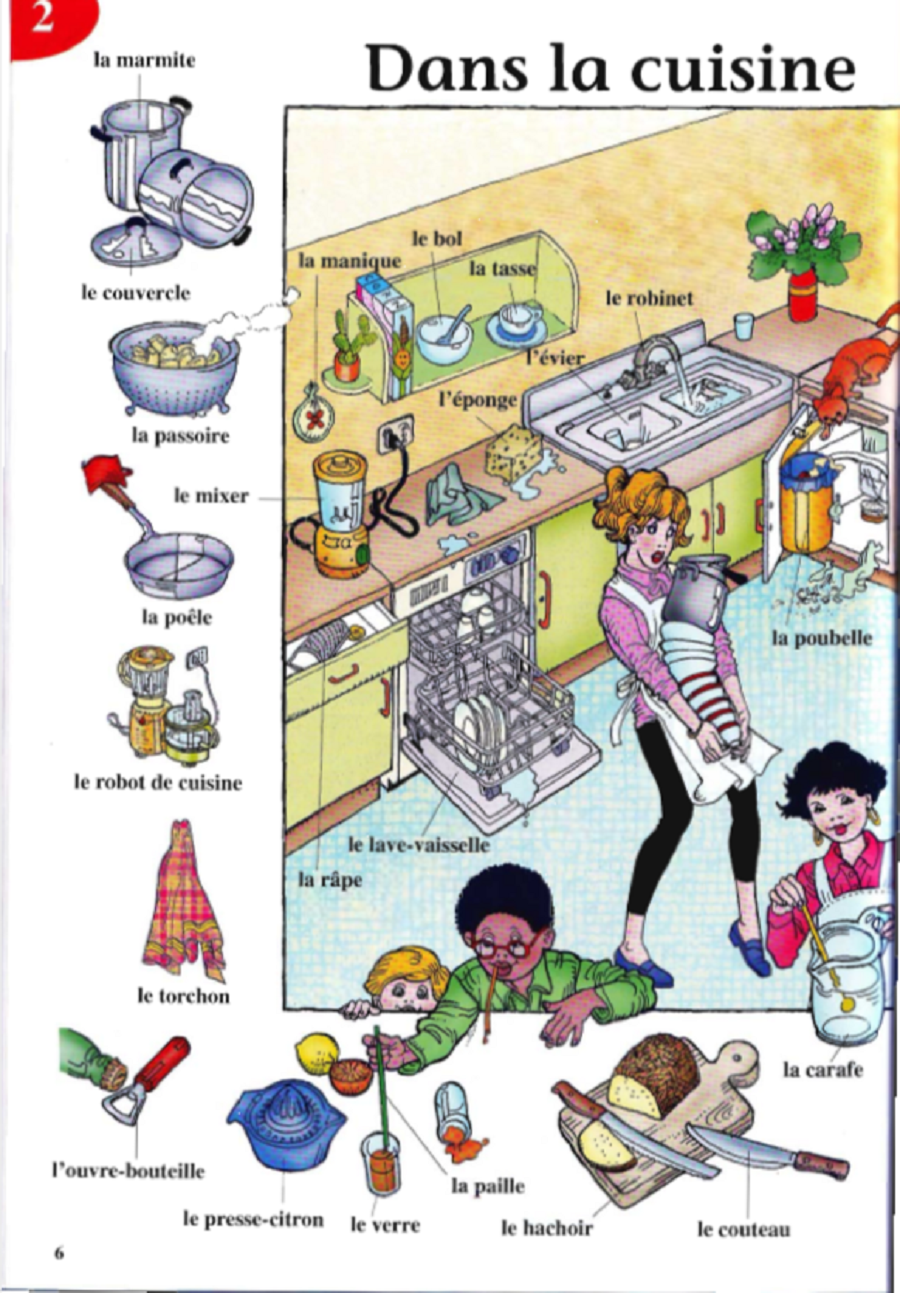 2
Dans la cuisine
la marmite
le couvercle
la passoire
la poêle
le robot de cuisine
le torchon
l'ouvre-bouteille
la manique
le bol
la tasse
le robinet
l'évier
l'éponge
le mixer
la poubelle
le lave-vaisselle
la râpe
la carafe
la paille
le presse-citron
le verre
le hachoir
le couteau
6